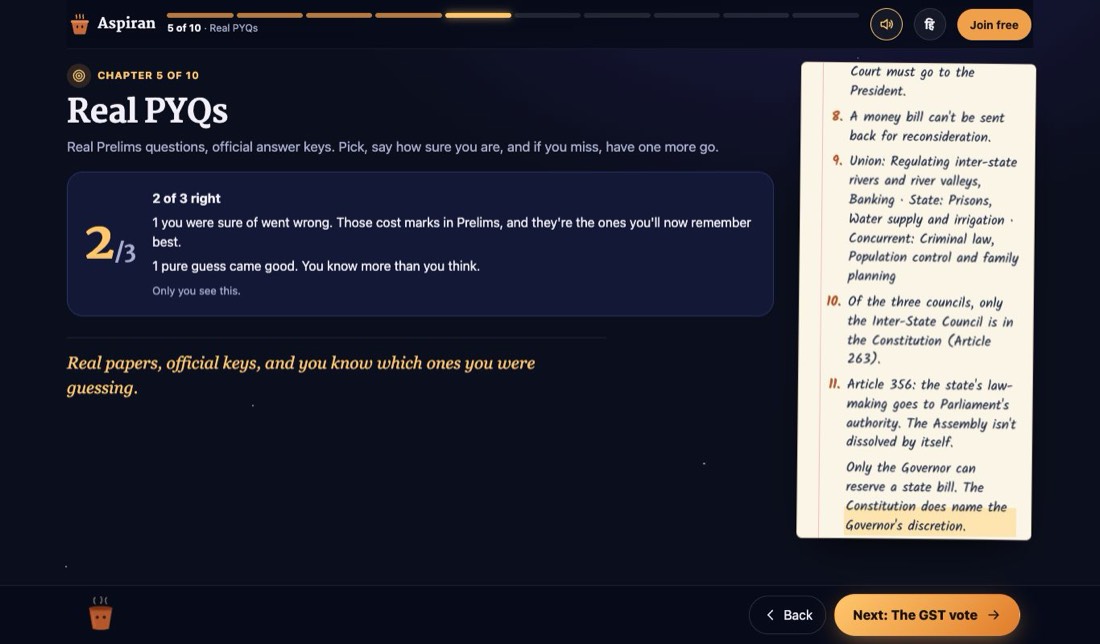 Aspiran
5 of 10 · Real PYQs
हि
Join free
CHAPTER 5 OF 10
Real PYQs
Real Prelims questions, official answer keys. Pick, say how sure you are, and if you miss, have one more go.
2/3
2 of 3 right
1 you were sure of went wrong. Those cost marks in Prelims, and they're the ones you'll now remember
best.
1 pure guess came good. You know more than you think.
Only you see this.
Real papers, official keys, and you know which ones you were
guessing.
Court must go to the
President.
8. A money bill can't be sent
back for reconsideration.
9. Union: Regulating inter-state
rivers and river valleys,
Banking · State: Prisons,
Water supply and irrigation ·
Concurrent: Criminal law,
Population control and family
planning
10. Of the three councils, only
the Inter-State Council is in
the Constitution (Article
263).
11. Article 356: the state's law-
making goes to Parliament's
authority. The Assembly isn't
dissolved by itself.
Only the Governor can
reserve a state bill. The
Constitution does name the
Governor's discretion.
Back
Next: The GST vote →